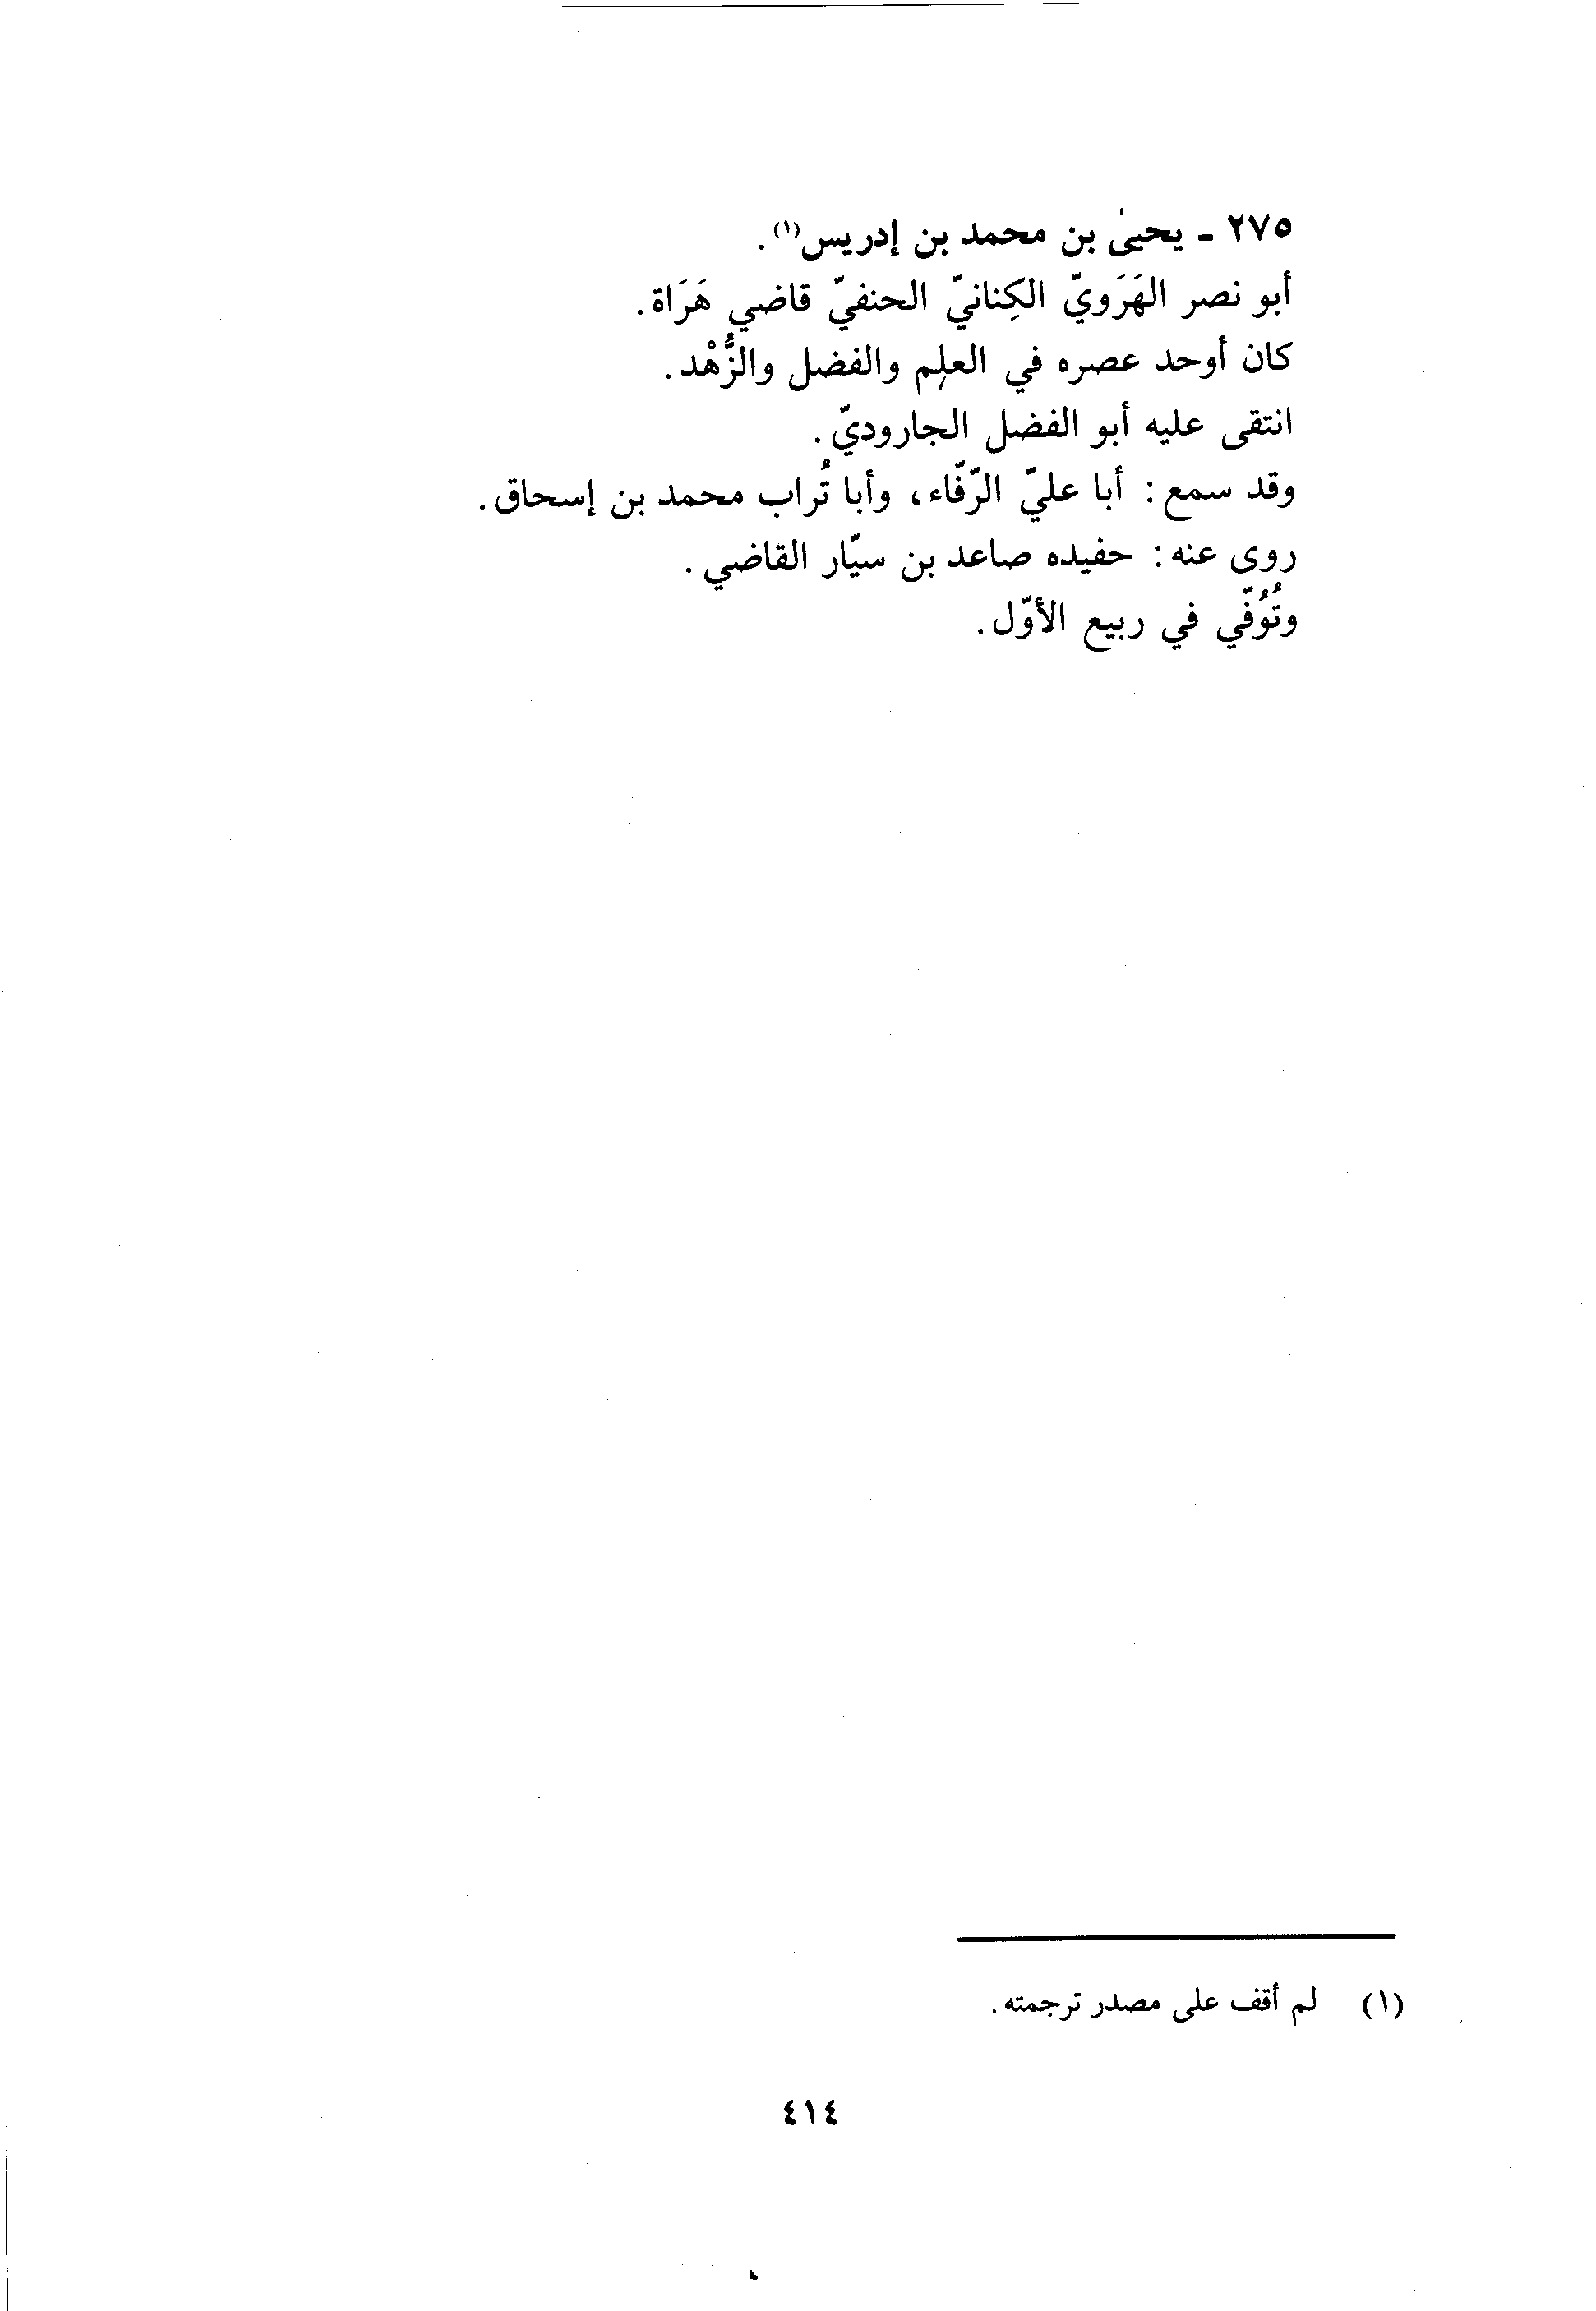 ٢٧٥ - يحيىٰ بن محمد بن إدريس(١).
أبو نصر الهَرَويّ الكِنانيّ الحنفيّ قاضي هَرَاة.
كان أوحد عصره في العلِم والفضل والزُّهْد.
انتقى عليه أبو الفضل الجاروديّ.
وقد سمع: أبا عليّ الرّفّاء، وأبا تُراب محمد بن إسحاق.
روى عنه: حفيده صاعد بن سيّار القاضي.
وتُوُفّي في ربيع الأوّل.
(١) لم أقف على مصدر ترجمته.
٤١٤